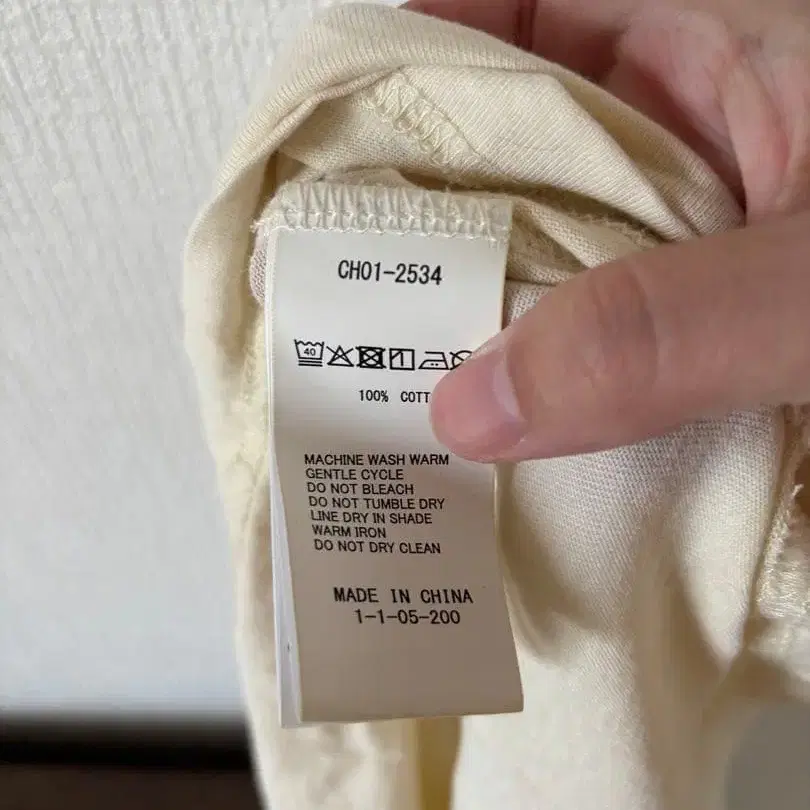 CH01-2534
40
100% COTT
MACHINE WASH WARM
GENTLE CYCLE
DO NOT BLEACH
DO NOT TUMBLE DRY
LINE DRY IN SHADE
WARM IRON
DO NOT DRY CLEAN
MADE IN CHINA
1-1-05-200